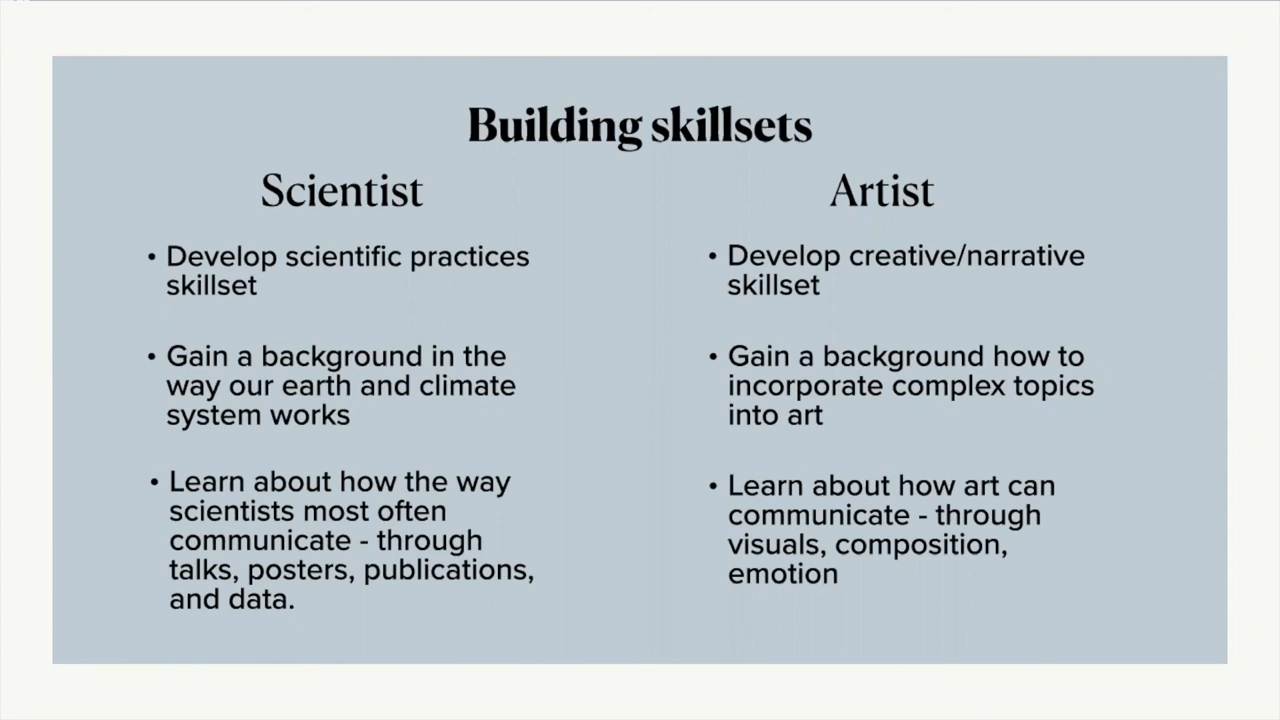 Building skillsets
Scientist
• Develop scientific practices
skillset
• Gain a background in the
way our earth and climate
system works
• Learn about how the way
scientists most often
communicate - through
talks, posters, publications,
and data.
Artist
• Develop creative/narrative
skillset
• Gain a background how to
incorporate complex topics
into art
• Learn about how art can
communicate - through
visuals, composition,
emotion